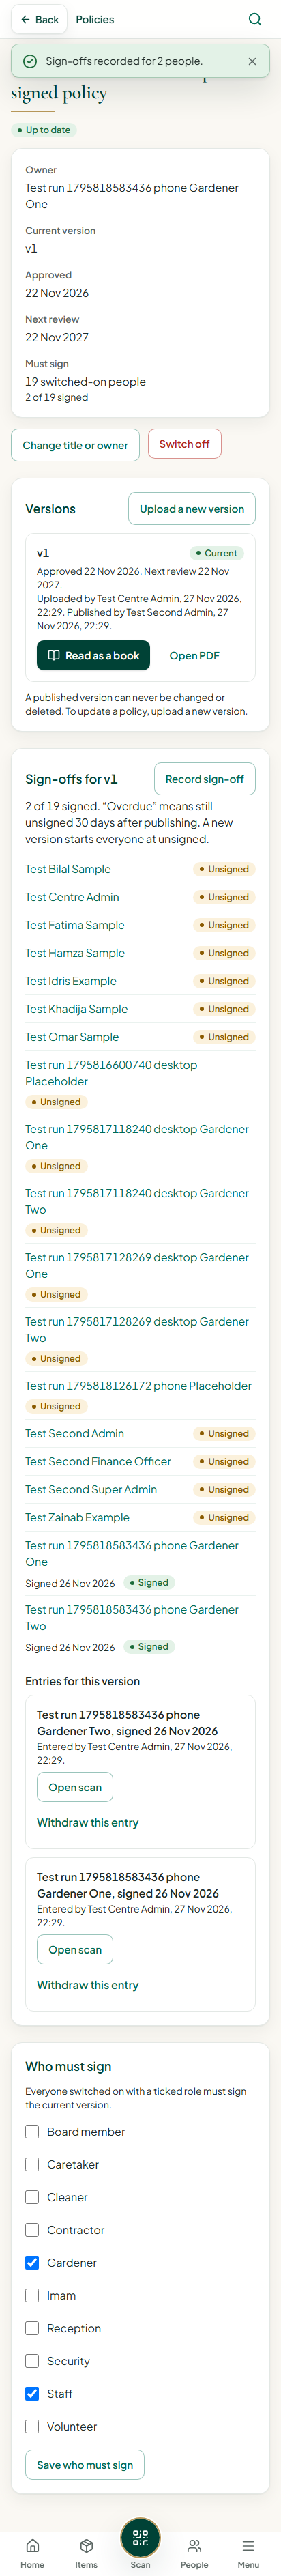 Back
Policies
Sign-offs recorded for 2 people.
signed policy
Up to date
Owner
Test run 1795818583436 phone Gardener
One
Current version
v1
Approved
22 Nov 2026
Next review
22 Nov 2027
Must sign
19 switched-on people
2 of 19 signed
Change title or owner
Switch off
Versions
Upload a new version
v1
Current
Approved 22 Nov 2026. Next review 22 Nov
2027.
Uploaded by Test Centre Admin, 27 Nov 2026,
22:29. Published by Test Second Admin, 27
Nov 2026, 22:29.
Read as a book
Open PDF
A published version can never be changed or
deleted. To update a policy, upload a new version.
Sign-offs for v1
Record sign-off
2 of 19 signed. “Overdue” means still
unsigned 30 days after publishing. A new
version starts everyone at unsigned.
Test Bilal Sample
Unsigned
Test Centre Admin
Unsigned
Test Fatima Sample
Unsigned
Test Hamza Sample
Unsigned
Test Idris Example
Unsigned
Test Khadija Sample
Unsigned
Test Omar Sample
Unsigned
Test run 1795816600740 desktop
Placeholder
Unsigned
Test run 1795817118240 desktop Gardener
One
Unsigned
Test run 1795817118240 desktop Gardener
Two
Unsigned
Test run 1795817128269 desktop Gardener
One
Unsigned
Test run 1795817128269 desktop Gardener
Two
Unsigned
Test run 1795818126172 phone Placeholder
Unsigned
Test Second Admin
Unsigned
Test Second Finance Officer
Unsigned
Test Second Super Admin
Unsigned
Test Zainab Example
Unsigned
Test run 1795818583436 phone Gardener
One
Signed 26 Nov 2026
Signed
Test run 1795818583436 phone Gardener
Two
Signed 26 Nov 2026
Signed
Entries for this version
Test run 1795818583436 phone
Gardener Two, signed 26 Nov 2026
Entered by Test Centre Admin, 27 Nov 2026,
22:29.
Open scan
Withdraw this entry
Test run 1795818583436 phone
Gardener One, signed 26 Nov 2026
Entered by Test Centre Admin, 27 Nov 2026,
22:29.
Open scan
Withdraw this entry
Who must sign
Everyone switched on with a ticked role must sign
the current version.
Board member
Caretaker
Cleaner
Contractor
Gardener
Imam
Reception
Security
Staff
Volunteer
Save who must sign
Home
Items
Scan
People
Menu